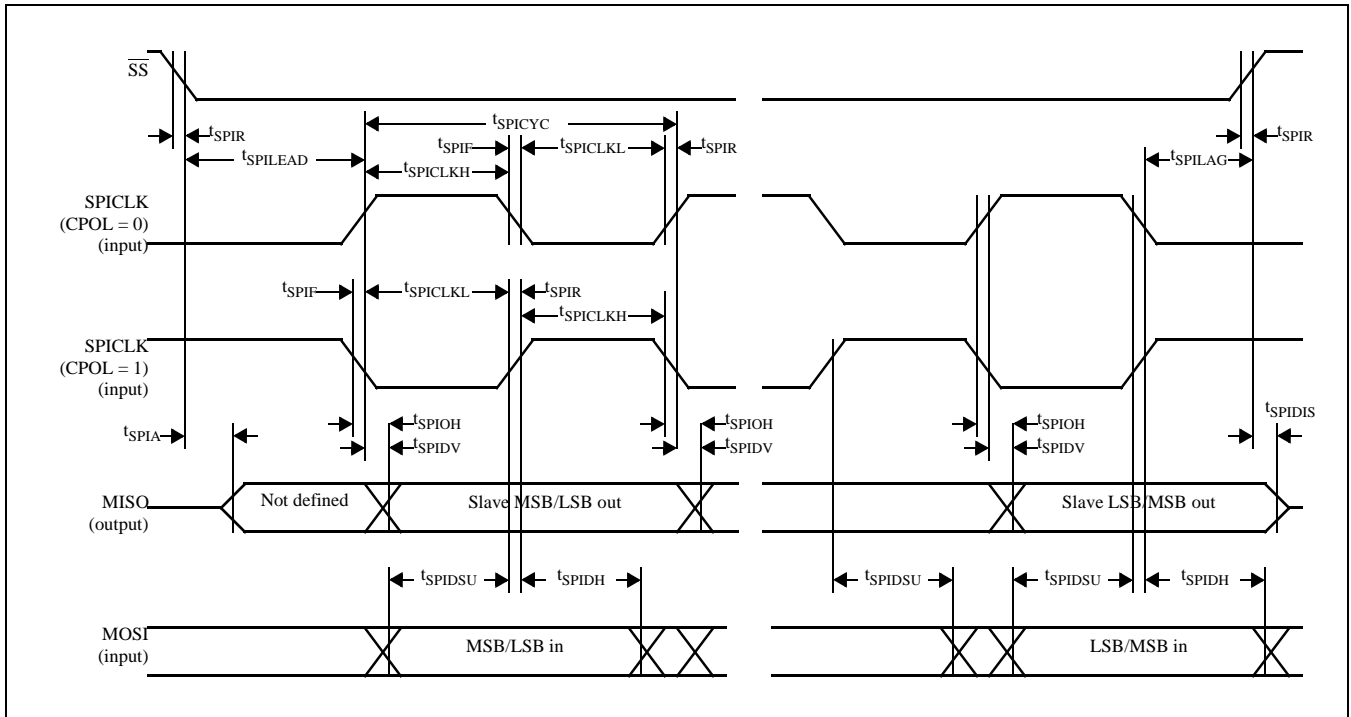 SS
tSPICYC
tSPIR
tSPIF
tSPICLKL
tSPIR
tSPIR
tSPILEAD
tSPICLKH
tSPILAG
SPICLK
(CPOL = 0)
(input)
tSPIF
tSPICLKL
tSPIR
tSPICLKH
SPICLK
(CPOL = 1)
(input)
tSPIA
tSPIOH
tSPIOH
tSPIOH
tSPIDIS
tSPIDV
tSPIDV
tSPIDV
MISO
(output)
Not defined
Slave MSB/LSB out
Slave LSB/MSB out
tSPIDSU
tSPIDH
tSPIDSU
tSPIDSU
tSPIDH
MOSI
(input)
MSB/LSB in
LSB/MSB in